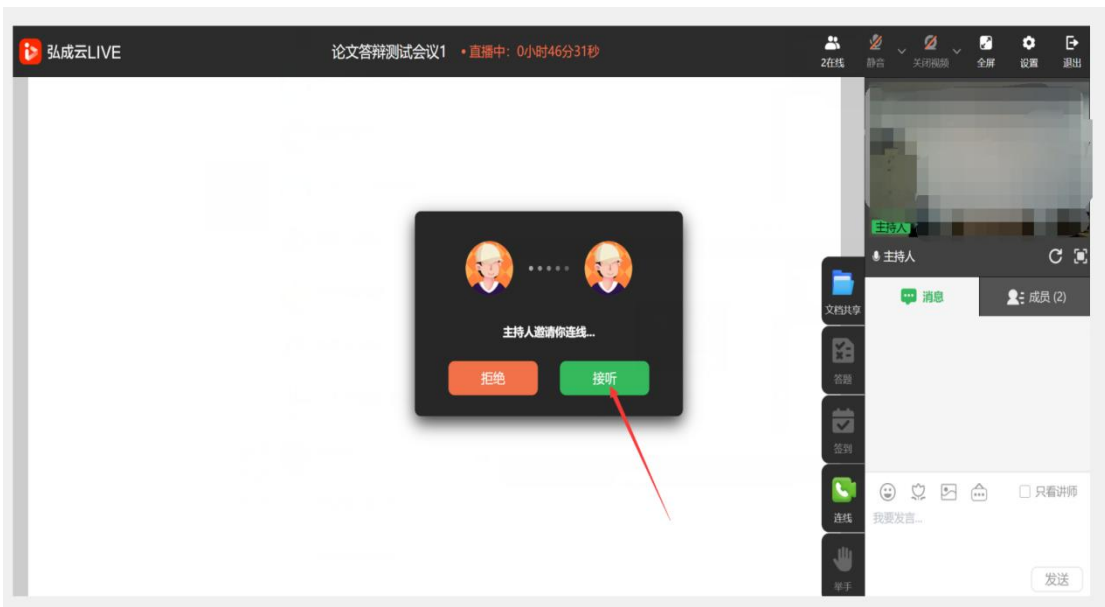 弘成云LIVE
论文答辩测试会议1 • 直播中：0小时46分31秒
2在线
静音
关闭视频
全屏
设置
退出
主持人
主持人
消息
成员 (2)
主持人邀请你连线...
拒绝
接听
文档共享
答题
签到
连线
举手
只看讲师
我要发言...
发送